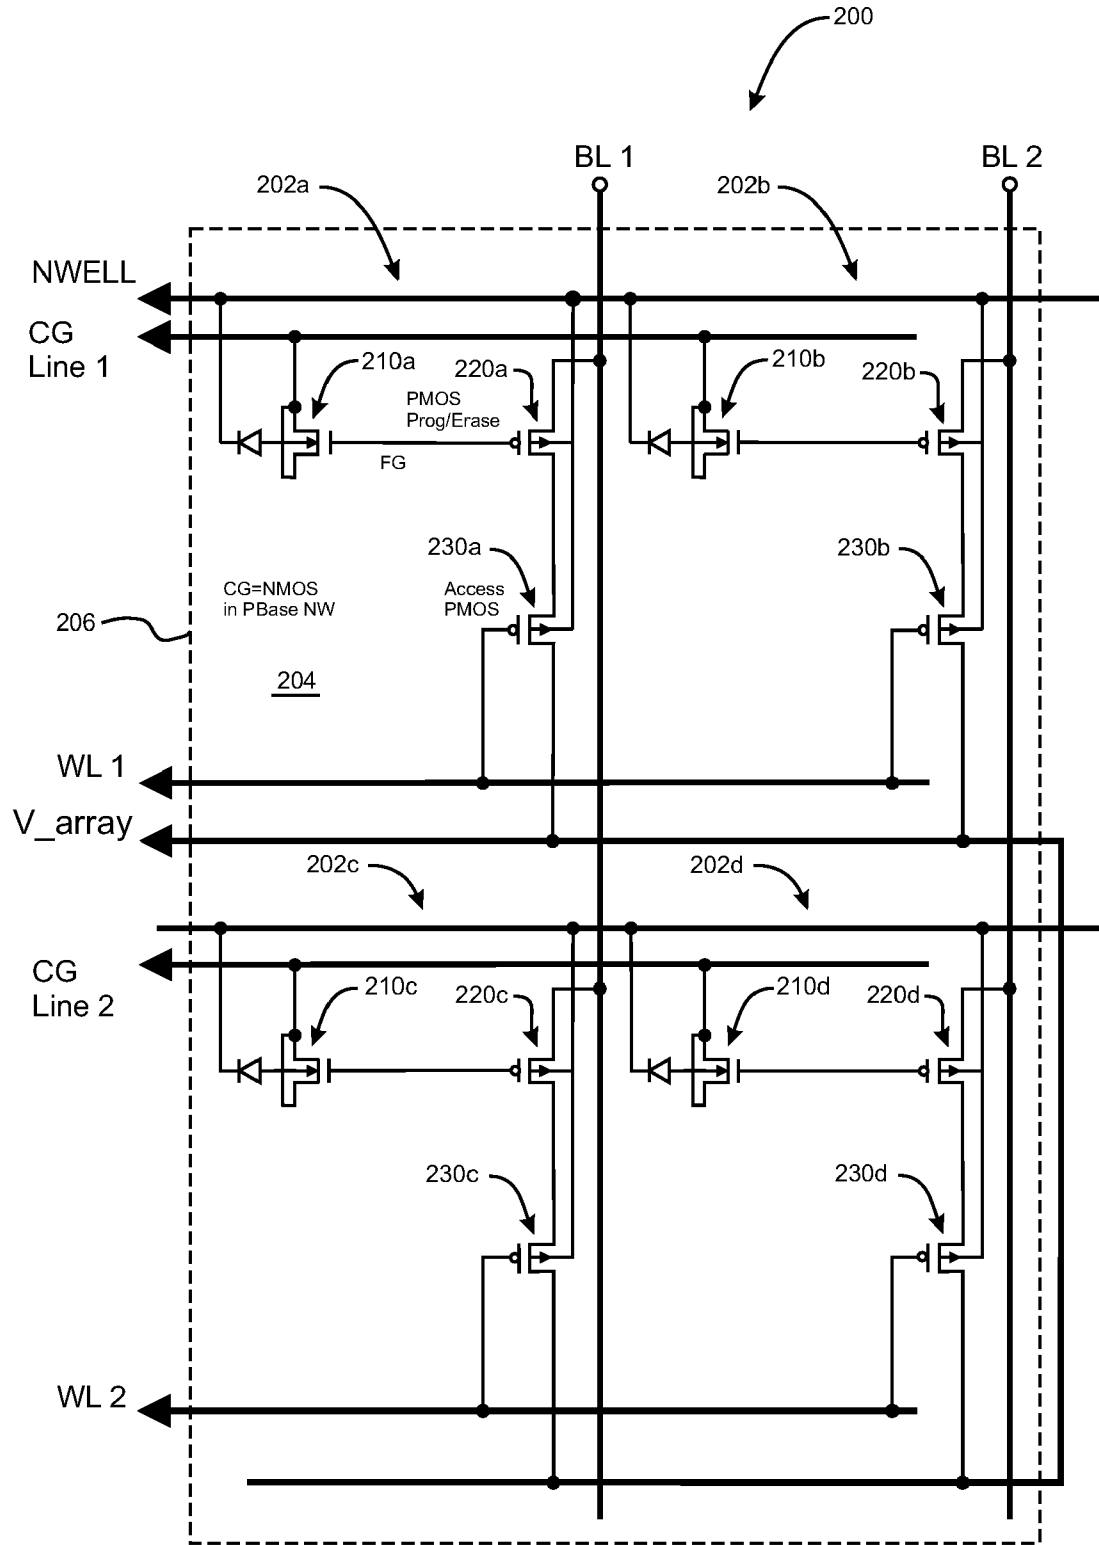 200
BL 1
BL 2
202a
202b
NWELL
CG
Line 1
210a
220a
210b
220b
PMOS
Prog/Erase
FG
230a
230b
CG=NMOS
in PBase NW
Access
PMOS
206
204
WL 1
V_array
202c
202d
CG
Line 2
210c
220c
210d
220d
230c
230d
WL 2